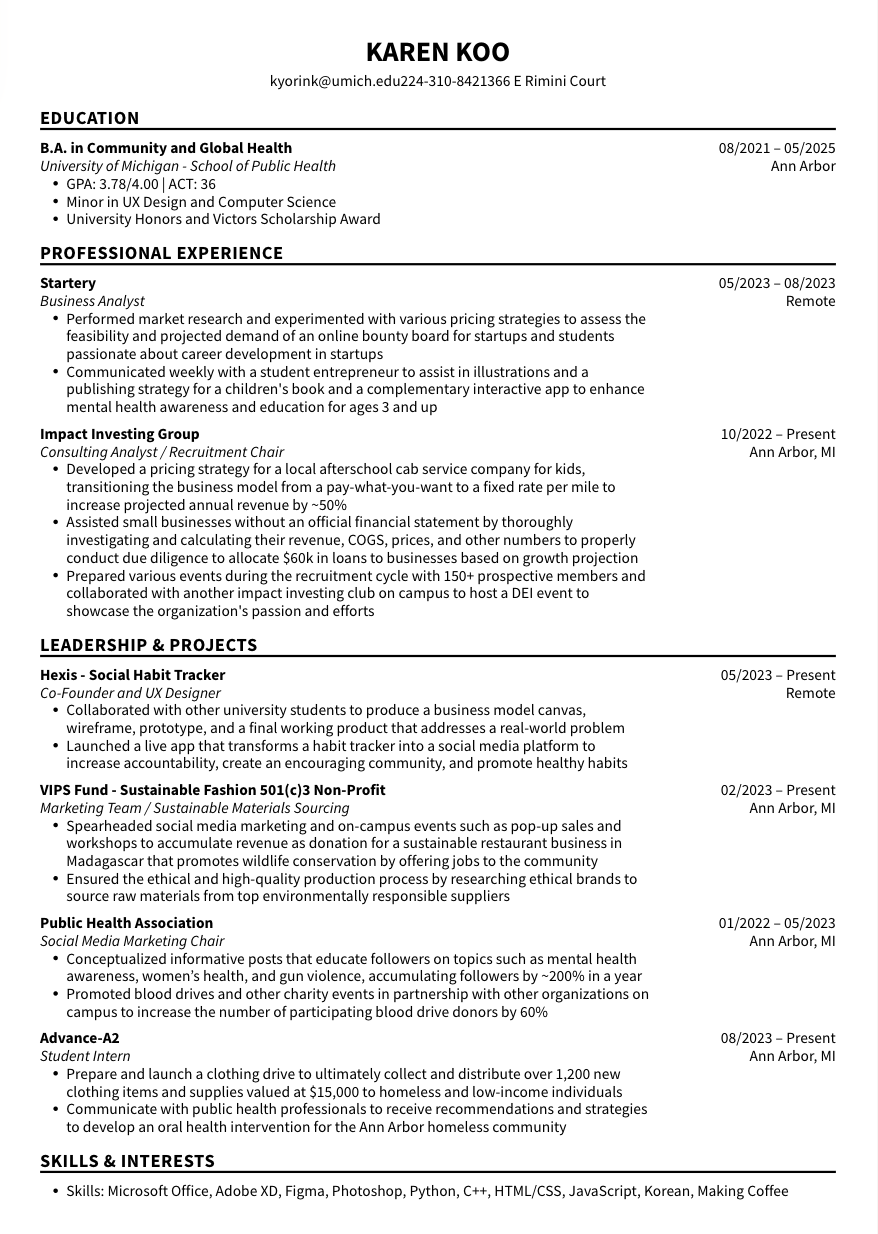 KAREN KOO
kyorink@umich.edu224-310-8421366 E Rimini Court
EDUCATION
B.A. in Community and Global Health 08/2021 – 05/2025
University of Michigan - School of Public Health Ann Arbor
• GPA: 3.78/4.00 | ACT: 36
• Minor in UX Design and Computer Science
• University Honors and Victors Scholarship Award
PROFESSIONAL EXPERIENCE
Startery 05/2023 – 08/2023
Business Analyst Remote
• Performed market research and experimented with various pricing strategies to assess the
feasibility and projected demand of an online bounty board for startups and students
passionate about career development in startups
• Communicated weekly with a student entrepreneur to assist in illustrations and a
publishing strategy for a children's book and a complementary interactive app to enhance
mental health awareness and education for ages 3 and up
Impact Investing Group 10/2022 – Present
Consulting Analyst / Recruitment Chair Ann Arbor, MI
• Developed a pricing strategy for a local afterschool cab service company for kids,
transitioning the business model from a pay-what-you-want to a fixed rate per mile to
increase projected annual revenue by ~50%
• Assisted small businesses without an official financial statement by thoroughly
investigating and calculating their revenue, COGS, prices, and other numbers to properly
conduct due diligence to allocate $60k in loans to businesses based on growth projection
• Prepared various events during the recruitment cycle with 150+ prospective members and
collaborated with another impact investing club on campus to host a DEI event to
showcase the organization's passion and efforts
LEADERSHIP & PROJECTS
Hexis - Social Habit Tracker 05/2023 – Present
Co-Founder and UX Designer Remote
• Collaborated with other university students to produce a business model canvas,
wireframe, prototype, and a final working product that addresses a real-world problem
• Launched a live app that transforms a habit tracker into a social media platform to
increase accountability, create an encouraging community, and promote healthy habits
VIPS Fund - Sustainable Fashion 501(c)3 Non-Profit 02/2023 – Present
Marketing Team / Sustainable Materials Sourcing Ann Arbor, MI
• Spearheaded social media marketing and on-campus events such as pop-up sales and
workshops to accumulate revenue as donation for a sustainable restaurant business in
Madagascar that promotes wildlife conservation by offering jobs to the community
• Ensured the ethical and high-quality production process by researching ethical brands to
source raw materials from top environmentally responsible suppliers
Public Health Association 01/2022 – 05/2023
Social Media Marketing Chair Ann Arbor, MI
• Conceptualized informative posts that educate followers on topics such as mental health
awareness, women’s health, and gun violence, accumulating followers by ~200% in a year
• Promoted blood drives and other charity events in partnership with other organizations on
campus to increase the number of participating blood drive donors by 60%
Advance-A2 08/2023 – Present
Student Intern Ann Arbor, MI
• Prepare and launch a clothing drive to ultimately collect and distribute over 1,200 new
clothing items and supplies valued at $15,000 to homeless and low-income individuals
• Communicate with public health professionals to receive recommendations and strategies
to develop an oral health intervention for the Ann Arbor homeless community
SKILLS & INTERESTS
• Skills: Microsoft Office, Adobe XD, Figma, Photoshop, Python, C++, HTML/CSS, JavaScript, Korean, Making Coffee